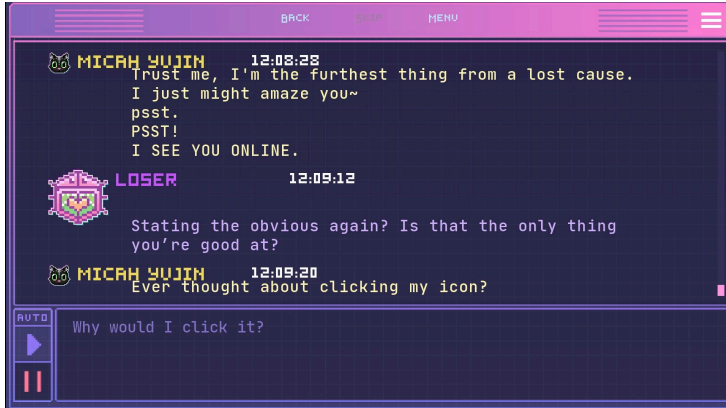 BACK SKIP MENU
MICAH YUJIN 12:08:28
Trust me, I'm the furthest thing from a lost cause.
I just might amaze you~
psst.
PSST!
I SEE YOU ONLINE.
LOSER 12:09:12
Stating the obvious again? Is that the only thing
you’re good at?
MICAH YUJIN 12:09:20
Ever thought about clicking my icon?
AUTO
Why would I click it?